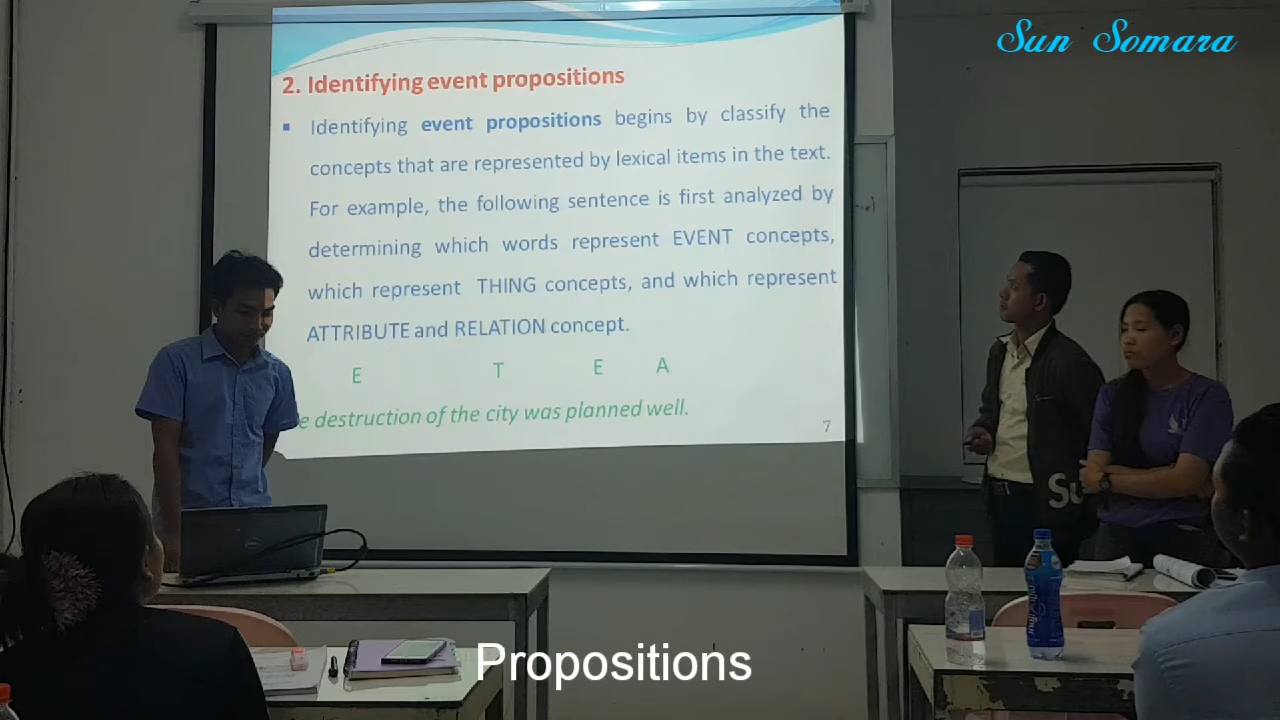 Sun Somara
2. Identifying event propositions
▪ Identifying event propositions begins by classify the
concepts that are represented by lexical items in the text.
For example, the following sentence is first analyzed by
determining which words represent EVENT concepts,
which represent THING concepts, and which represent
ATTRIBUTE and RELATION concept.
E T E A
e destruction of the city was planned well.
7
Su
Propositions